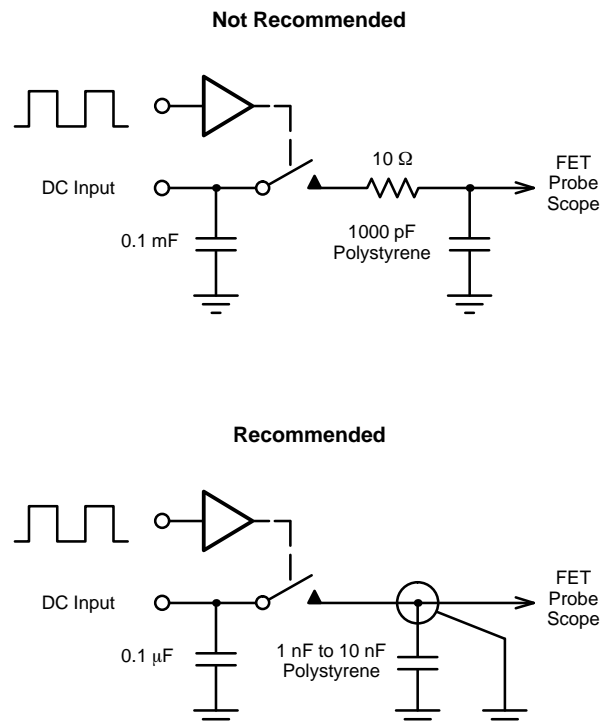 Not Recommended
DC Input
0.1 mF
10 Ω
1000 pF
Polystyrene
FET
Probe
Scope
Recommended
DC Input
0.1 μF
1 nF to 10 nF
Polystyrene
FET
Probe
Scope